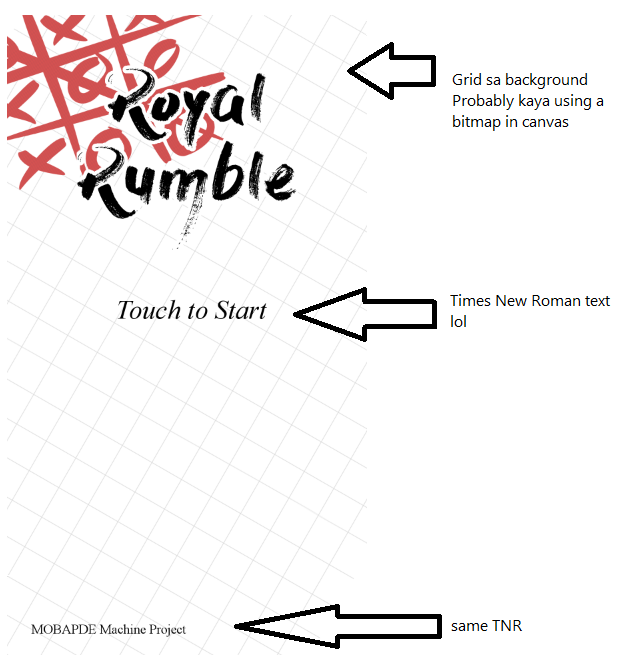 Royal
Rumble
Grid sa background
Probably kaya using a
bitmap in canvas
Touch to Start
Times New Roman text
lol
MOBAPDE Machine Project
same TNR